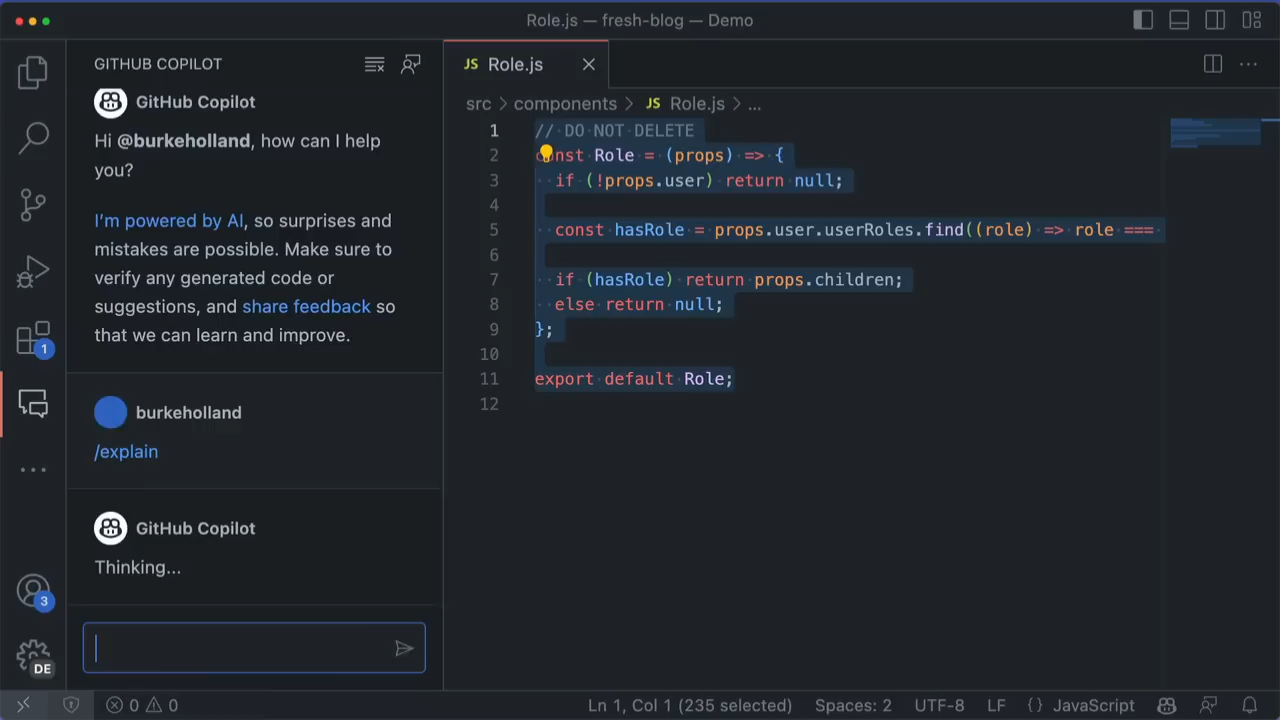 Role.js — fresh-blog — Demo
GITHUB COPILOT
GitHub Copilot
Hi @burkeholland, how can I help
you?
I'm powered by AI, so surprises and
mistakes are possible. Make sure to
verify any generated code or
suggestions, and share feedback so
that we can learn and improve.
burkeholland
/explain
GitHub Copilot
Thinking...
1
3
DE
JS Role.js
src > components > JS Role.js > ...
1 // DO NOT DELETE
2 const Role = (props) => {
3 if (!props.user) return null;
4
5 const hasRole = props.user.userRoles.find((role) => role ===
6
7 if (hasRole) return props.children;
8 else return null;
9 };
10
11 export default Role;
12
0 0
Ln 1, Col 1 (235 selected) Spaces: 2 UTF-8 LF {} JavaScript